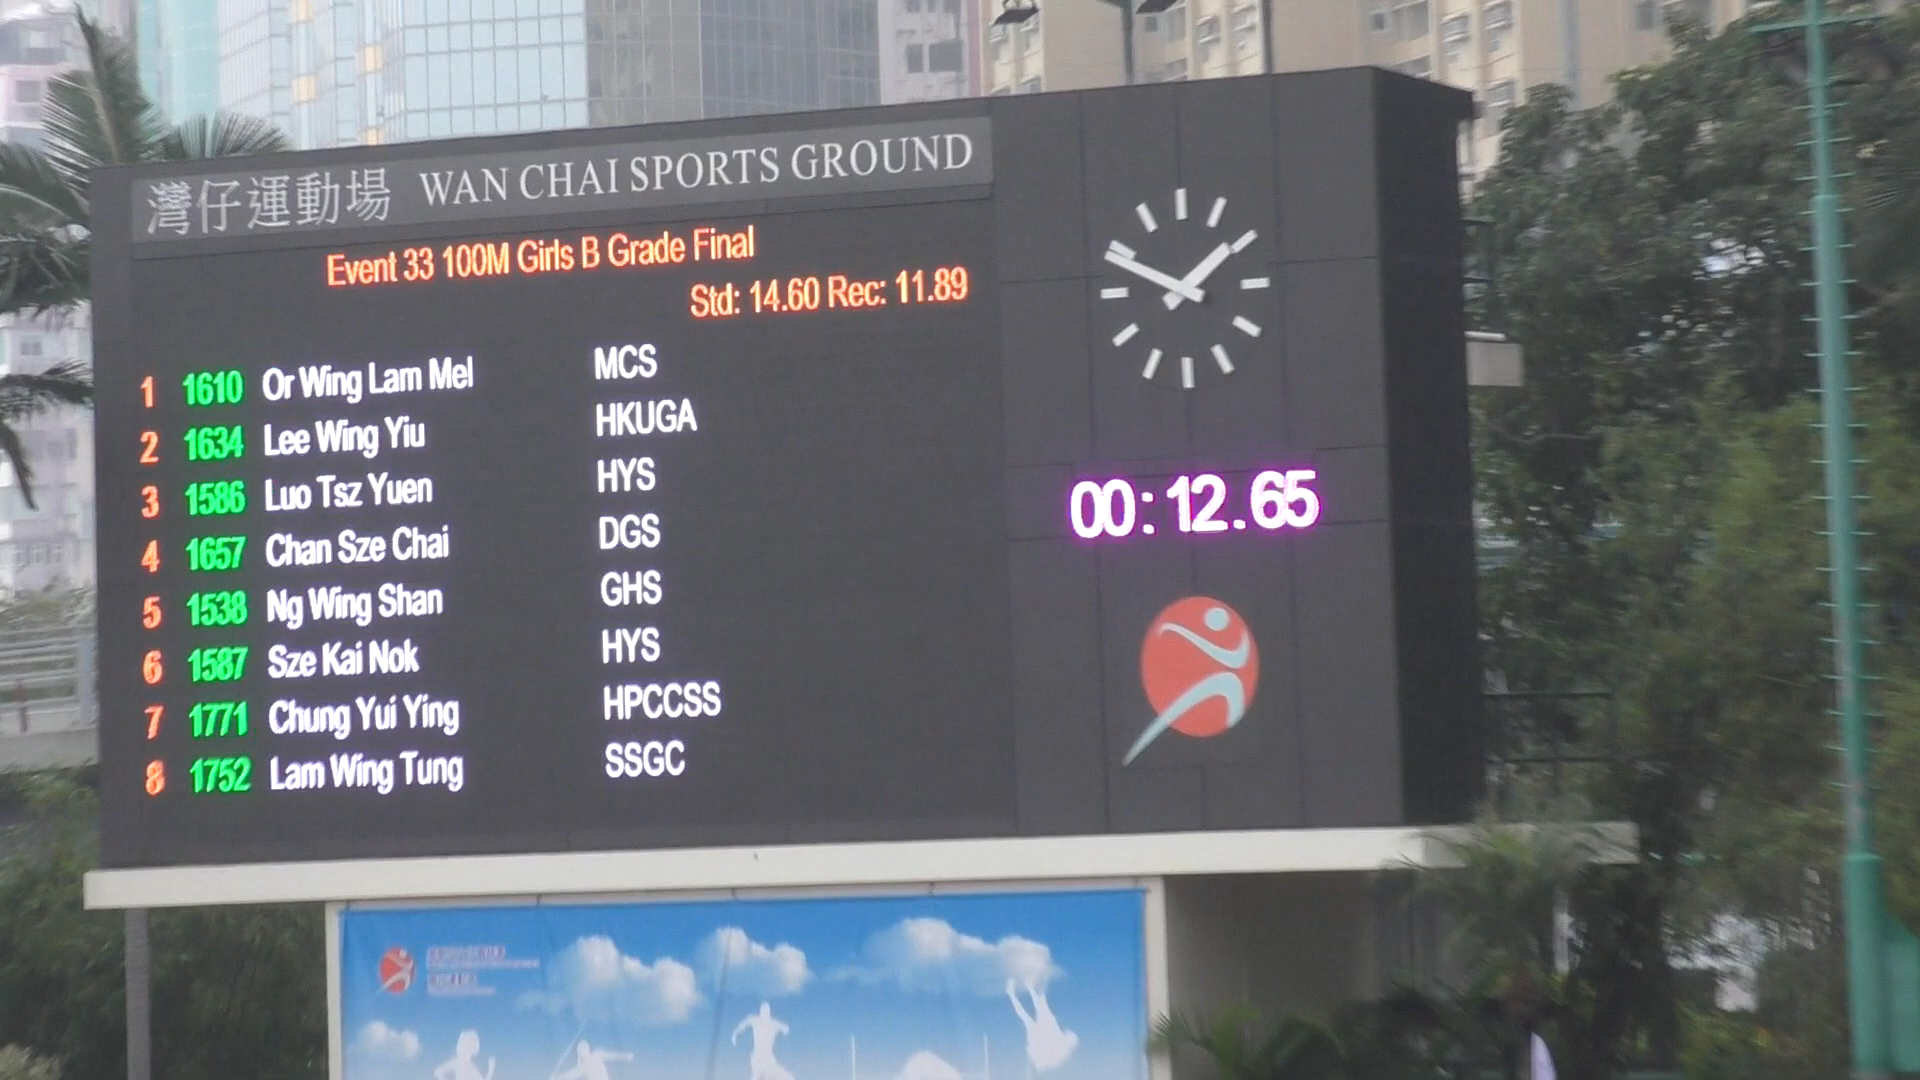 灣仔運動場 WAN CHAI SPORTS GROUND
Event 33 100M Girls B Grade Final
Std: 14.60 Rec: 11.89
1 1610 Or Wing Lam Mel MCS
2 1634 Lee Wing Yiu HKUGA
3 1586 Luo Tsz Yuen HYS
4 1657 Chan Sze Chai DGS
5 1538 Ng Wing Shan GHS
6 1587 Sze Kai Nok HYS
7 1771 Chung Yui Ying HPCCSS
8 1752 Lam Wing Tung SSGC
00:12.65